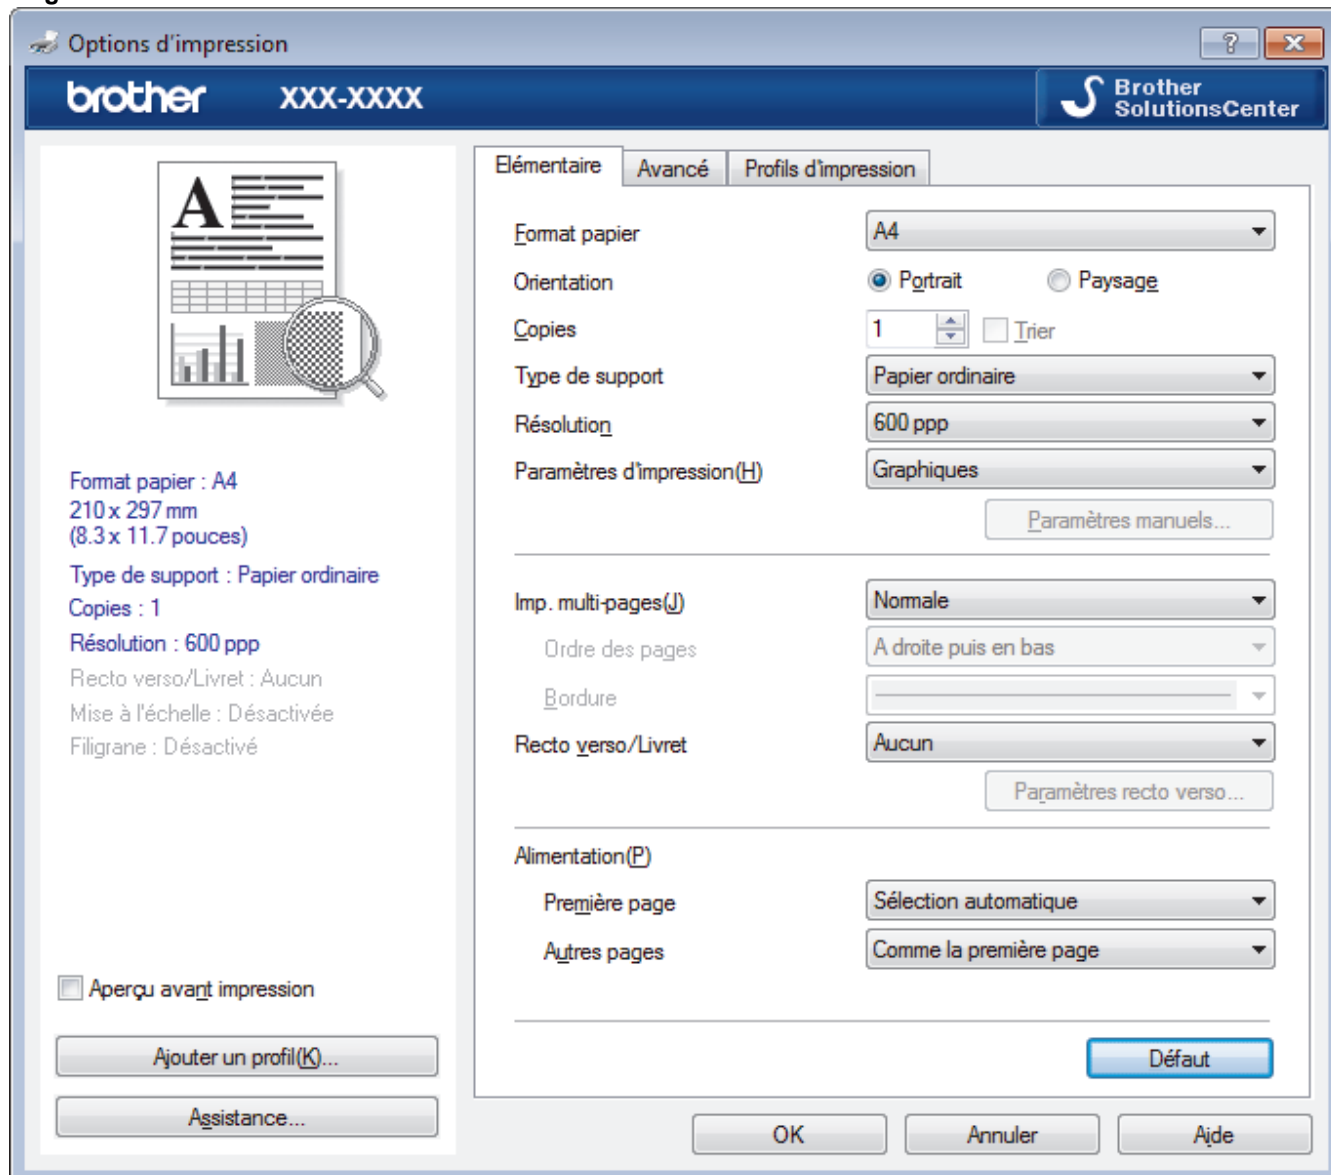 Options d'impression
brother XXX-XXXX
Brother
SolutionsCenter
A
Format papier : A4
210 x 297 mm
(8.3 x 11.7 pouces)
Type de support : Papier ordinaire
Copies : 1
Résolution : 600 ppp
Recto verso/Livret : Aucun
Mise à l'échelle : Désactivée
Filigrane : Désactivé
Aperçu avant impression
Ajouter un profil(K)...
Assistance...
Elémentaire Avancé Profils d'impression
Format papier A4
Orientation Portrait Paysage
Copies 1 Trier
Type de support Papier ordinaire
Résolution 600 ppp
Paramètres d'impression(H) Graphiques
Paramètres manuels...
Imp. multi-pages(J) Normale
Ordre des pages A droite puis en bas
Bordure
Recto verso/Livret Aucun
Paramètres recto verso...
Alimentation(P)
Première page Sélection automatique
Autres pages Comme la première page
Défaut
OK Annuler Aide